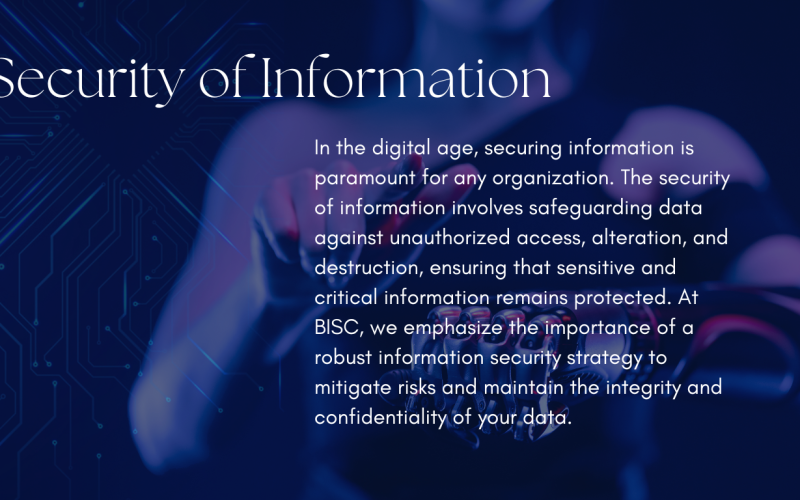 Security of Information
In the digital age, securing information is
paramount for any organization. The security
of information involves safeguarding data
against unauthorized access, alteration, and
destruction, ensuring that sensitive and
critical information remains protected. At
BISC, we emphasize the importance of a
robust information security strategy to
mitigate risks and maintain the integrity and
confidentiality of your data.